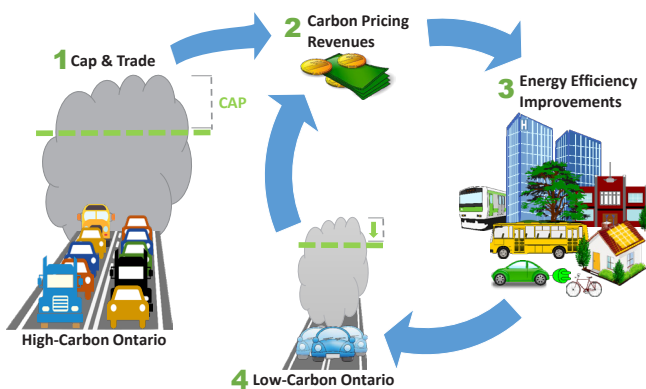 1 Cap & Trade
CAP
High-Carbon Ontario
2 Carbon Pricing
Revenues
3 Energy Efficiency
Improvements
H
4 Low-Carbon Ontario